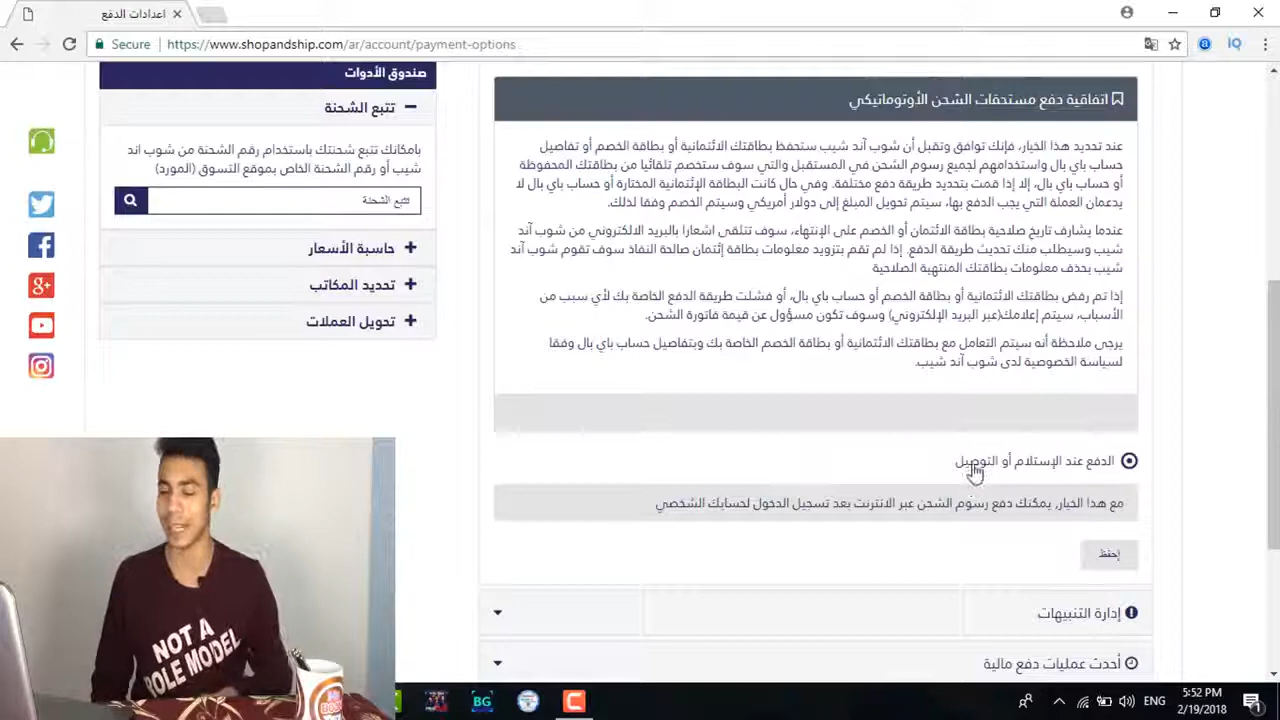 اعدادات الدفع
Secure
https://www.shopandship.com/ar/account/payment-options
IQ
صندوق الأدوات
تتبع الشحنة
بامكانك تتبع شحنتك باستخدام رقم الشحنة من شوب اند
شيب أو رقم الشحنة الخاص بموقع التسوق (المورد)
تتبع الشحنة
حاسبة الأسعار
تحديد المكاتب
تحويل العملات
اتفاقية دفع مستحقات الشحن الأوتوماتيكي
عند تحديد هذا الخيار، فإنك توافق وتقبل أن شوب آند شيب ستحفظ بطاقتك الائتمانية أو بطاقة الخصم أو تفاصيل
حساب باي بال واستخدامهم لجميع رسوم الشحن في المستقبل والتي سوف ستخصم تلقائيًا من بطاقتك المحفوظة
أو حساب باي بال، إلا إذا قمت بتحديد طريقة دفع مختلفة. وفي حال كانت البطاقة الإئتمانية المختارة أو حساب باي بال لا
يدعمان العملة التي يجب الدفع بها، سيتم تحويل المبلغ إلى دولار أمريكي وسيتم الخصم وفقا لذلك.
عندما يشارف تاريخ صلاحية بطاقة الائتمان أو الخصم على الإنتهاء، سوف تتلقى اشعارا بالبريد الالكتروني من شوب آند
شيب وسيطلب منك تحديث طريقة الدفع. إذا لم تقم بتزويد معلومات بطاقة إئتمان صالحة النفاذ سوف تقوم شوب آند
شيب بحذف معلومات بطاقتك المنتهية الصلاحية
إذا تم رفض بطاقتك الائتمانية أو بطاقة الخصم أو حساب باي بال، أو فشلت طريقة الدفع الخاصة بك لأي سبب من
الأسباب، سيتم إعلامك(عبر البريد الإلكتروني) وسوف تكون مسؤول عن قيمة فاتورة الشحن.
يرجى ملاحظة أنه سيتم التعامل مع بطاقتك الائتمانية أو بطاقة الخصم الخاصة بك وبتفاصيل حساب باي بال وفقا
لسياسة الخصوصية لدى شوب آند شيب.
الدفع عند الإستلام أو التوصيل
مع هذا الخيار, يمكنك دفع رسوم الشحن عبر الانترنت بعد تسجيل الدخول لحسابك الشخصي
إحفظ
إدارة التنبيهات
أحدث عمليات دفع مالية
NOT A
ROLE MODEL
BG
ENG
5:52 PM
2/19/2018